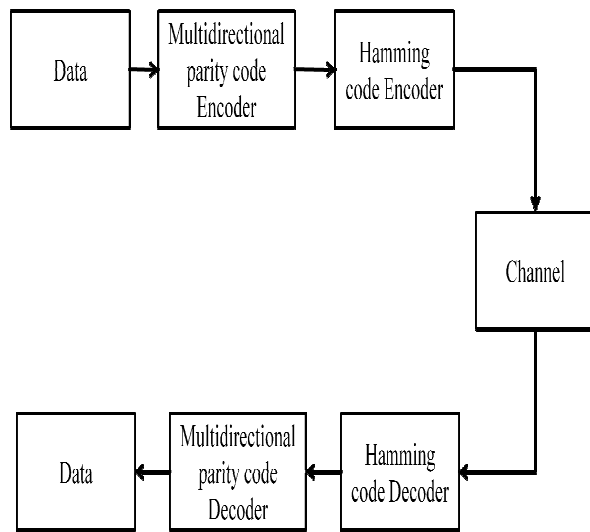 Data
Multidirectional
parity code
Encoder
Hamming
code Encoder
Channel
Data
Multidirectional
parity code
Decoder
Hamming
code Decoder